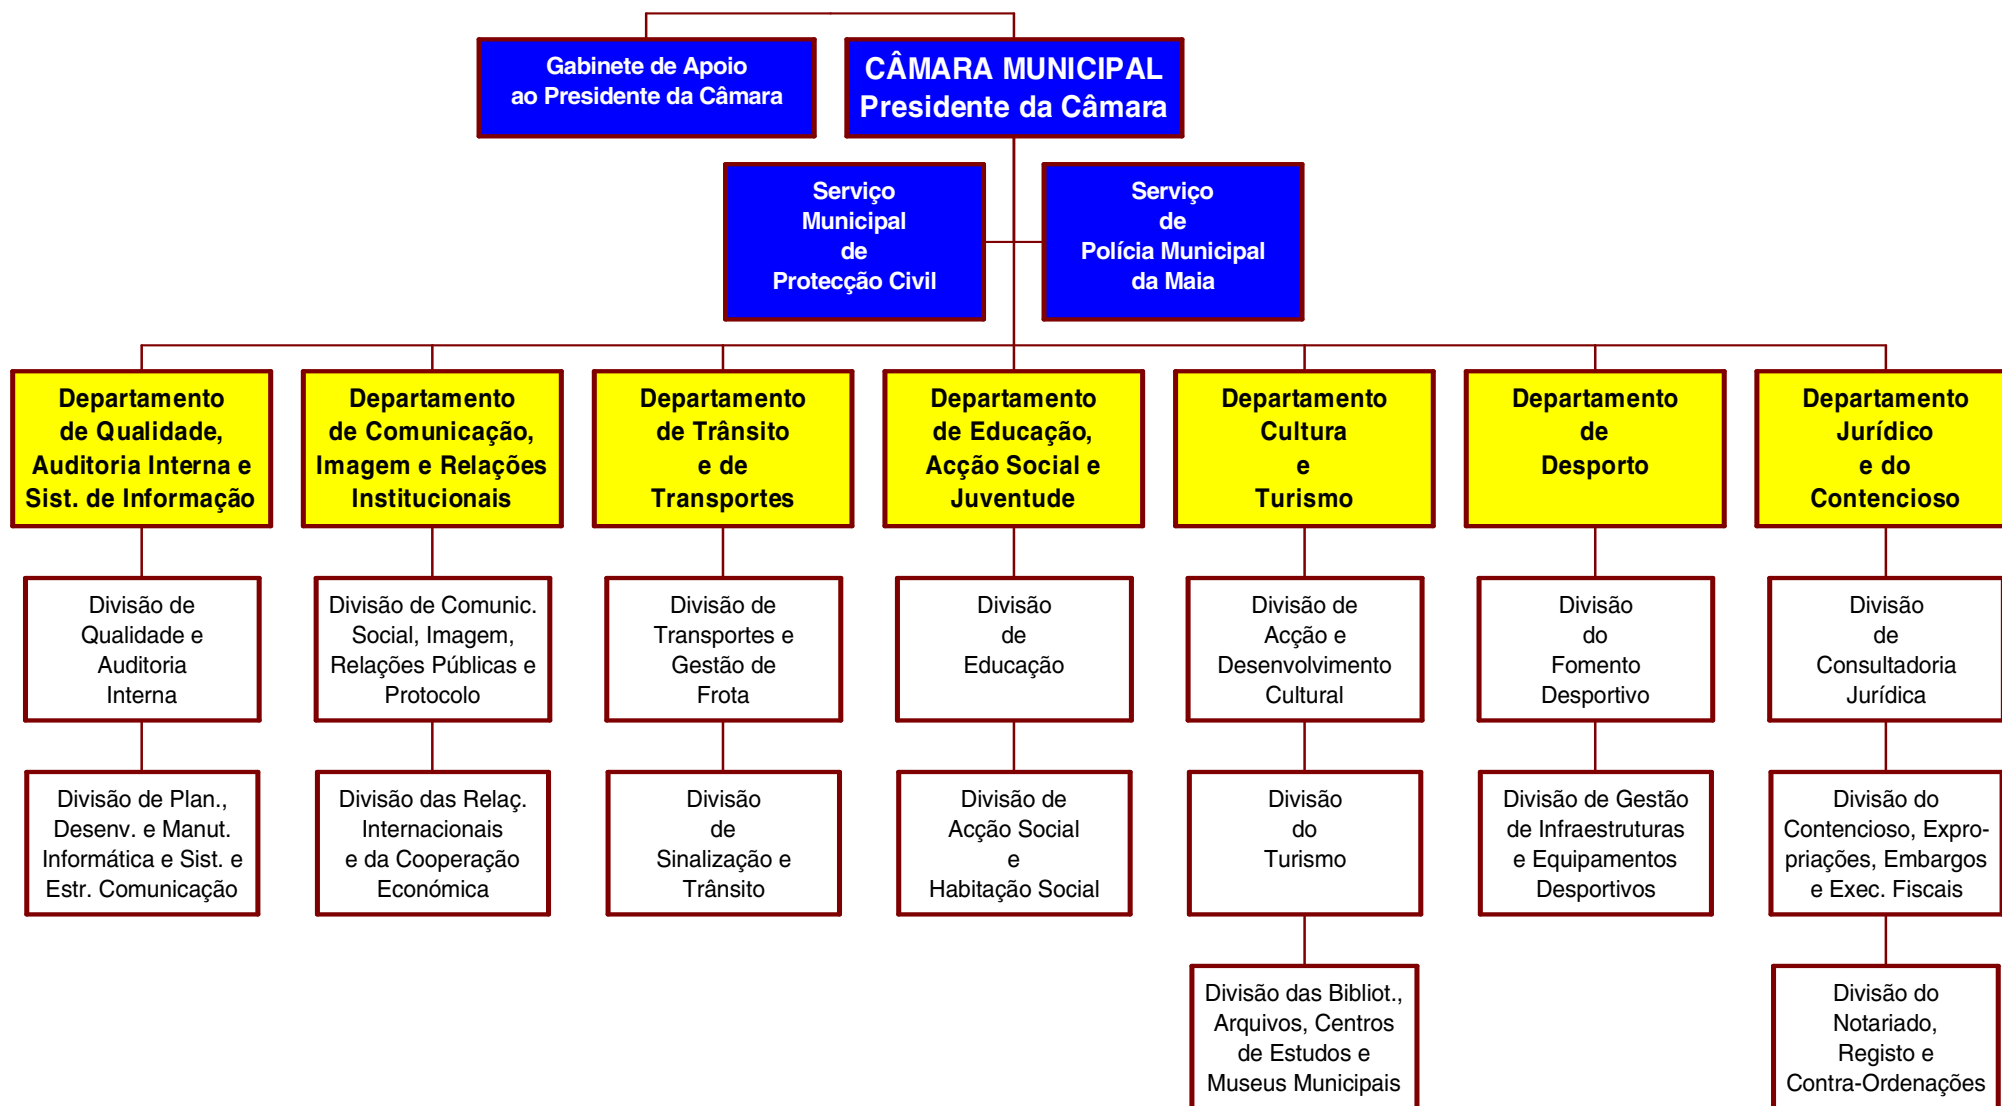 Gabinete de Apoio
ao Presidente da Câmara
CÂMARA MUNICIPAL
Presidente da Câmara
Serviço
Municipal
de
Protecção Civil
Serviço
de
Polícia Municipal
da Maia
Departamento
de Qualidade,
Auditoria Interna e
Sist. de Informação
Departamento
de Comunicação,
Imagem e Relações
Institucionais
Departamento
de Trânsito
e de
Transportes
Departamento
de Educação,
Acção Social e
Juventude
Departamento
Cultura
e
Turismo
Departamento
de
Desporto
Departamento
Jurídico
e do
Contencioso
Divisão de
Qualidade e
Auditoria
Interna
Divisão de Comunic.
Social, Imagem,
Relações Públicas e
Protocolo
Divisão de
Transportes e
Gestão de
Frota
Divisão
de
Educação
Divisão de
Acção e
Desenvolvimento
Cultural
Divisão
do
Fomento
Desportivo
Divisão
de
Consultadoria
Jurídica
Divisão de Plan.,
Desenv. e Manut.
Informática e Sist. e
Estr. Comunicação
Divisão das Relaç.
Internacionais
e da Cooperação
Económica
Divisão
de
Sinalização e
Trânsito
Divisão de
Acção Social
e
Habitação Social
Divisão
do
Turismo
Divisão de Gestão
de Infraestruturas
e Equipamentos
Desportivos
Divisão do
Contencioso, Expro-
priações, Embargos
e Exec. Fiscais
Divisão das Bibliot.,
Arquivos, Centros
de Estudos e
Museus Municipais
Divisão do
Notariado,
Registo e
Contra-Ordenações